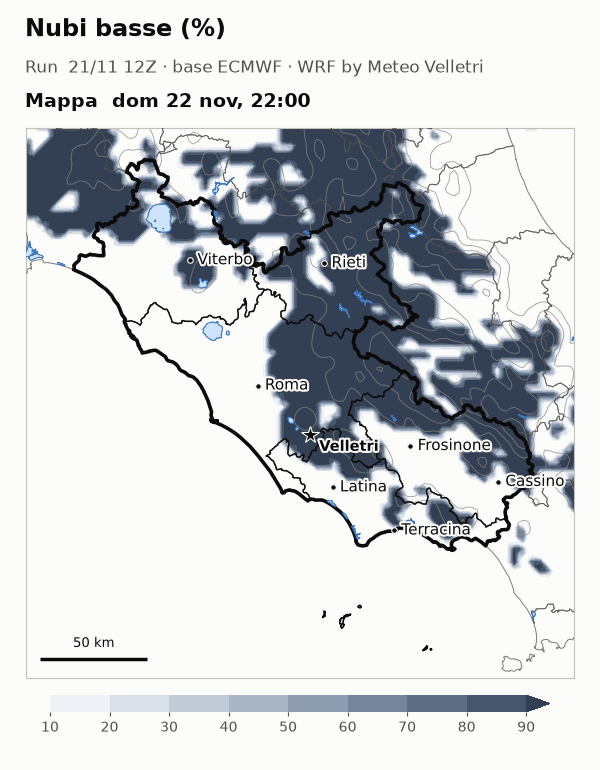 Nubi basse (%)
Run 21/11 12Z · base ECMWF · WRF by Meteo Velletri
Mappa dom 22 nov, 22:00
Viterbo
Rieti
Roma
Velletri
Frosinone
Latina
Cassino
Terracina
50 km
10 20 30 40 50 60 70 80 90